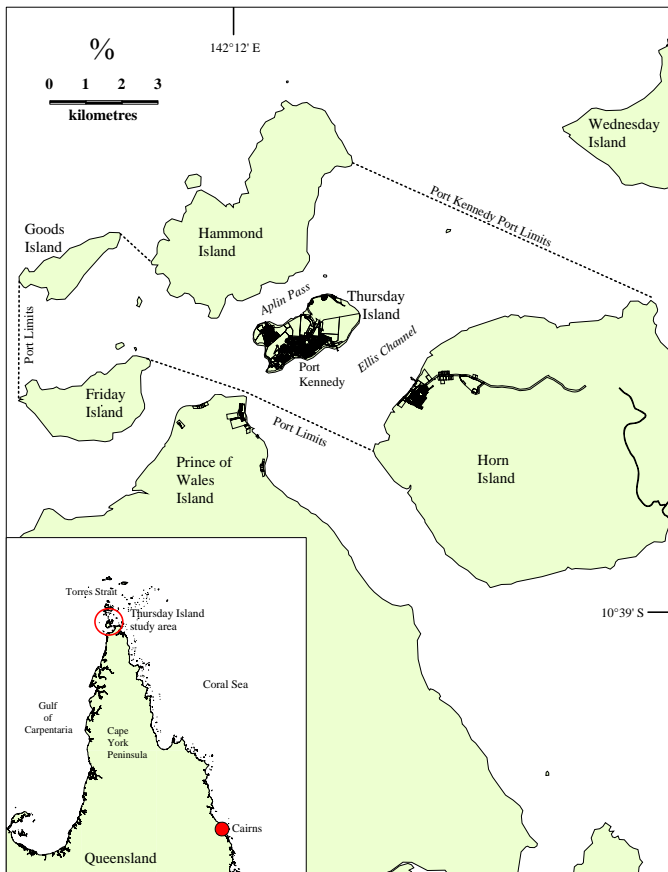 142°12' E
%
0 1 2 3
kilometres
Wednesday
Island
Port Kennedy Port Limits
Goods
Island
Hammond
Island
Aplin Pass
Thursday
Island
Port Limits
Ellis Channel
Port
Kennedy
Friday
Island
Port Limits
Prince of
Wales
Island
Horn
Island
10°39' S
Torres Strait
Thursday Island
study area
Coral Sea
Gulf
of
Carpentaria
Cape
York
Peninsula
Cairns
Queensland